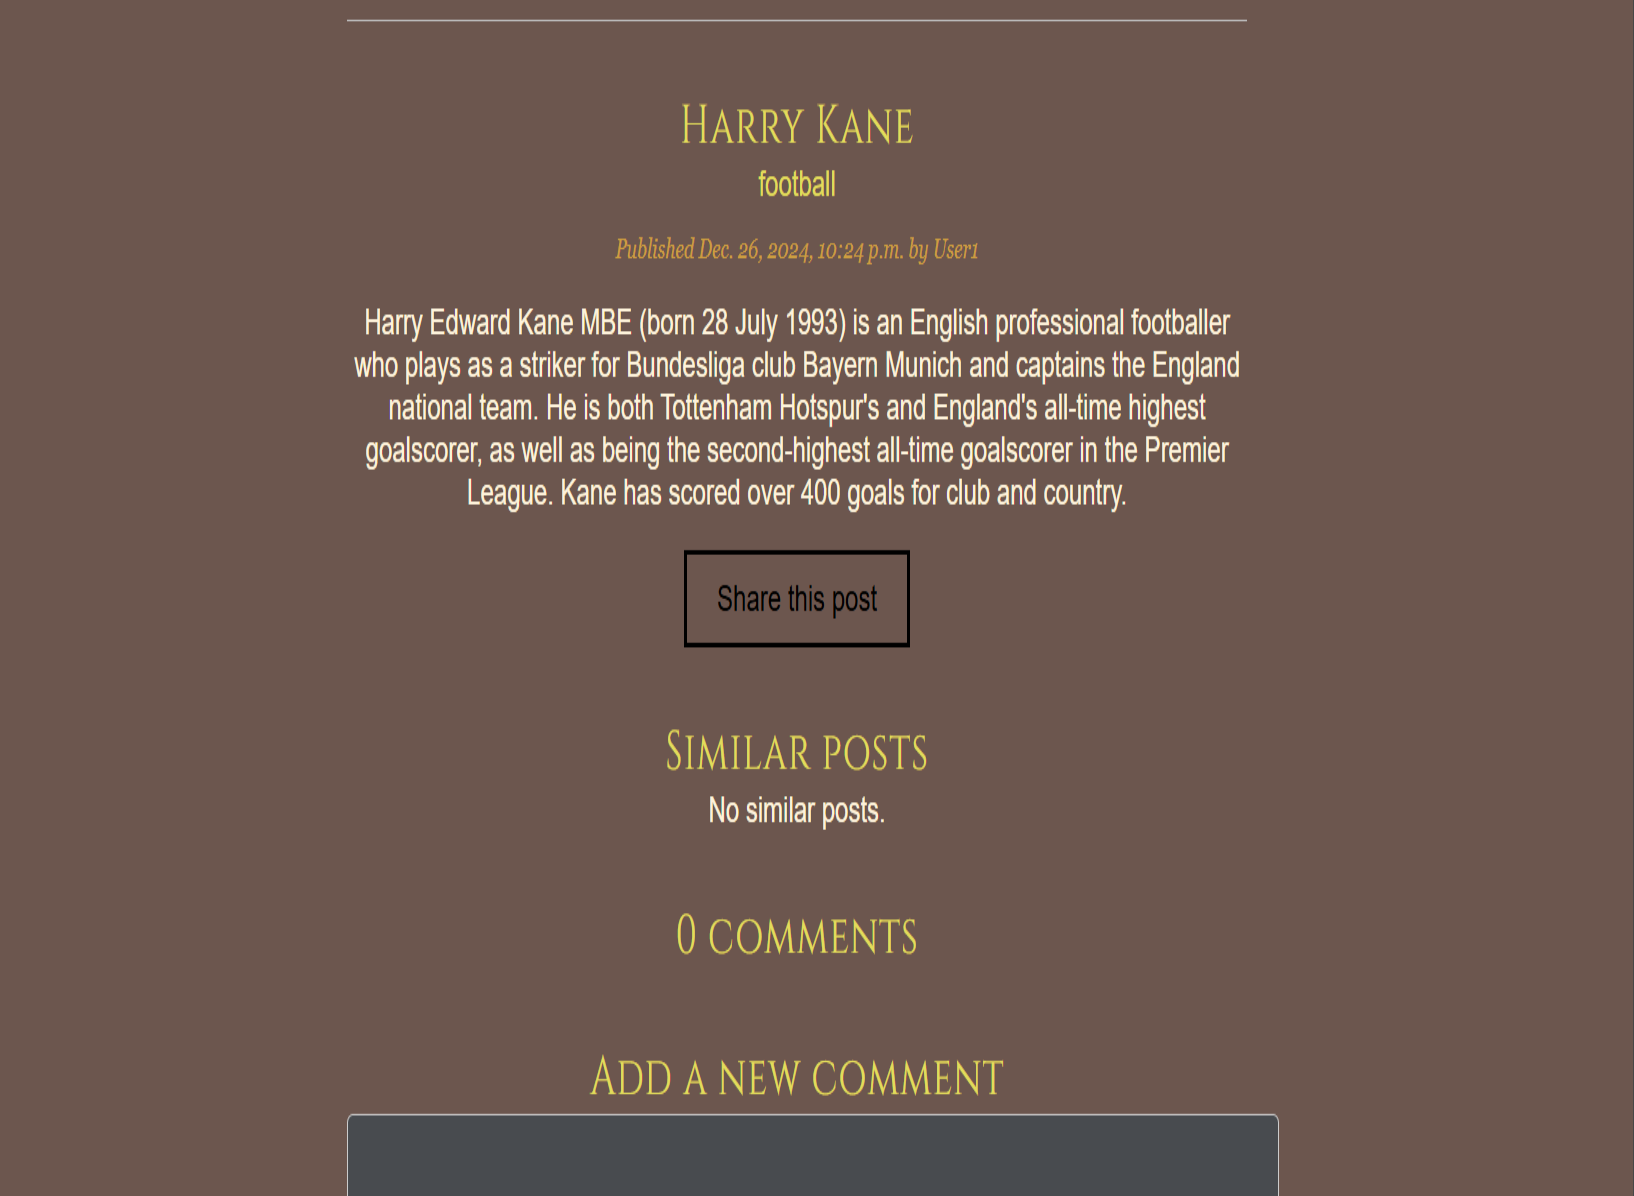 Harry Kane
football
Published Dec. 26, 2024, 10:24 p.m. by User1
Harry Edward Kane MBE (born 28 July 1993) is an English professional footballer
who plays as a striker for Bundesliga club Bayern Munich and captains the England
national team. He is both Tottenham Hotspur's and England's all-time highest
goalscorer, as well as being the second-highest all-time goalscorer in the Premier
League. Kane has scored over 400 goals for club and country.
Share this post
Similar posts
No similar posts.
0 comments
Add a new comment